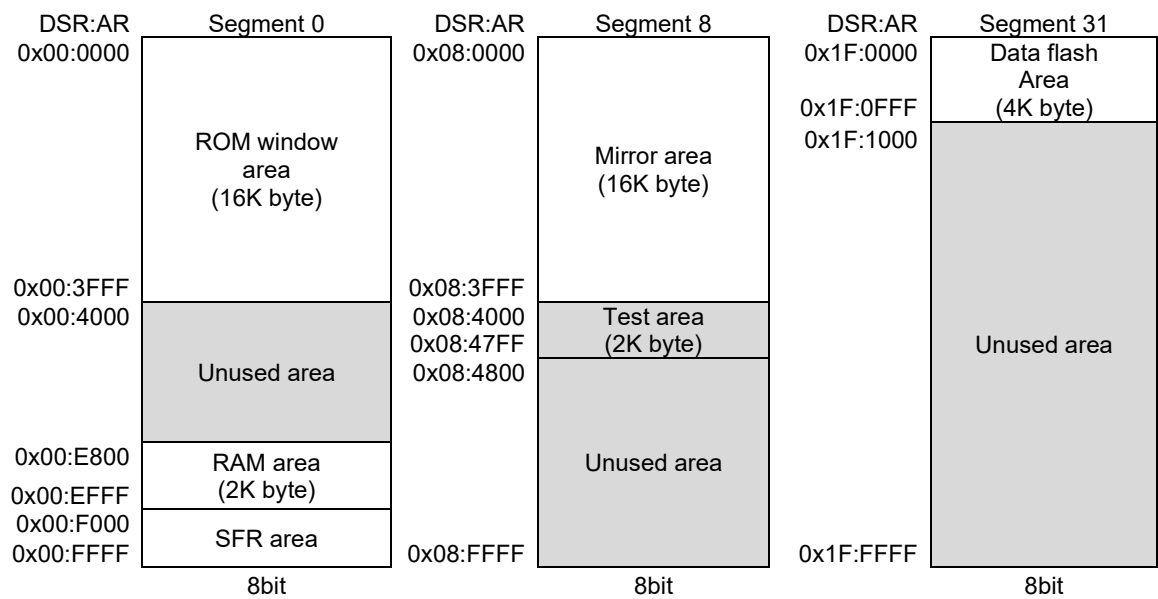 DSR:AR Segment 0
0x00:0000
ROM window
area
(16K byte)
0x00:3FFF
0x00:4000
Unused area
0x00:E800
RAM area
(2K byte)
0x00:EFFF
0x00:F000
SFR area
0x00:FFFF
8bit
DSR:AR Segment 8
0x08:0000
Mirror area
(16K byte)
0x08:3FFF
0x08:4000
Test area
(2K byte)
0x08:47FF
0x08:4800
Unused area
0x08:FFFF
8bit
DSR:AR Segment 31
0x1F:0000
Data flash
Area
(4K byte)
0x1F:0FFF
0x1F:1000
Unused area
0x1F:FFFF
8bit